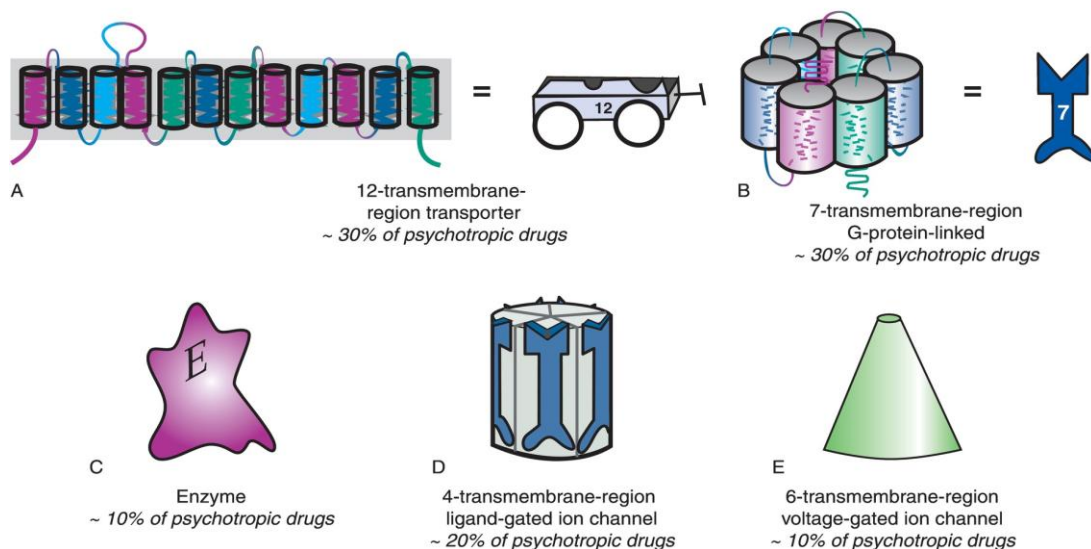 =
12
=
7
A
12-transmembrane-
region transporter
~ 30% of psychotropic drugs
B
7-transmembrane-region
G-protein-linked
~ 30% of psychotropic drugs
E
C
Enzyme
~ 10% of psychotropic drugs
D
4-transmembrane-region
ligand-gated ion channel
~ 20% of psychotropic drugs
E
6-transmembrane-region
voltage-gated ion channel
~ 10% of psychotropic drugs